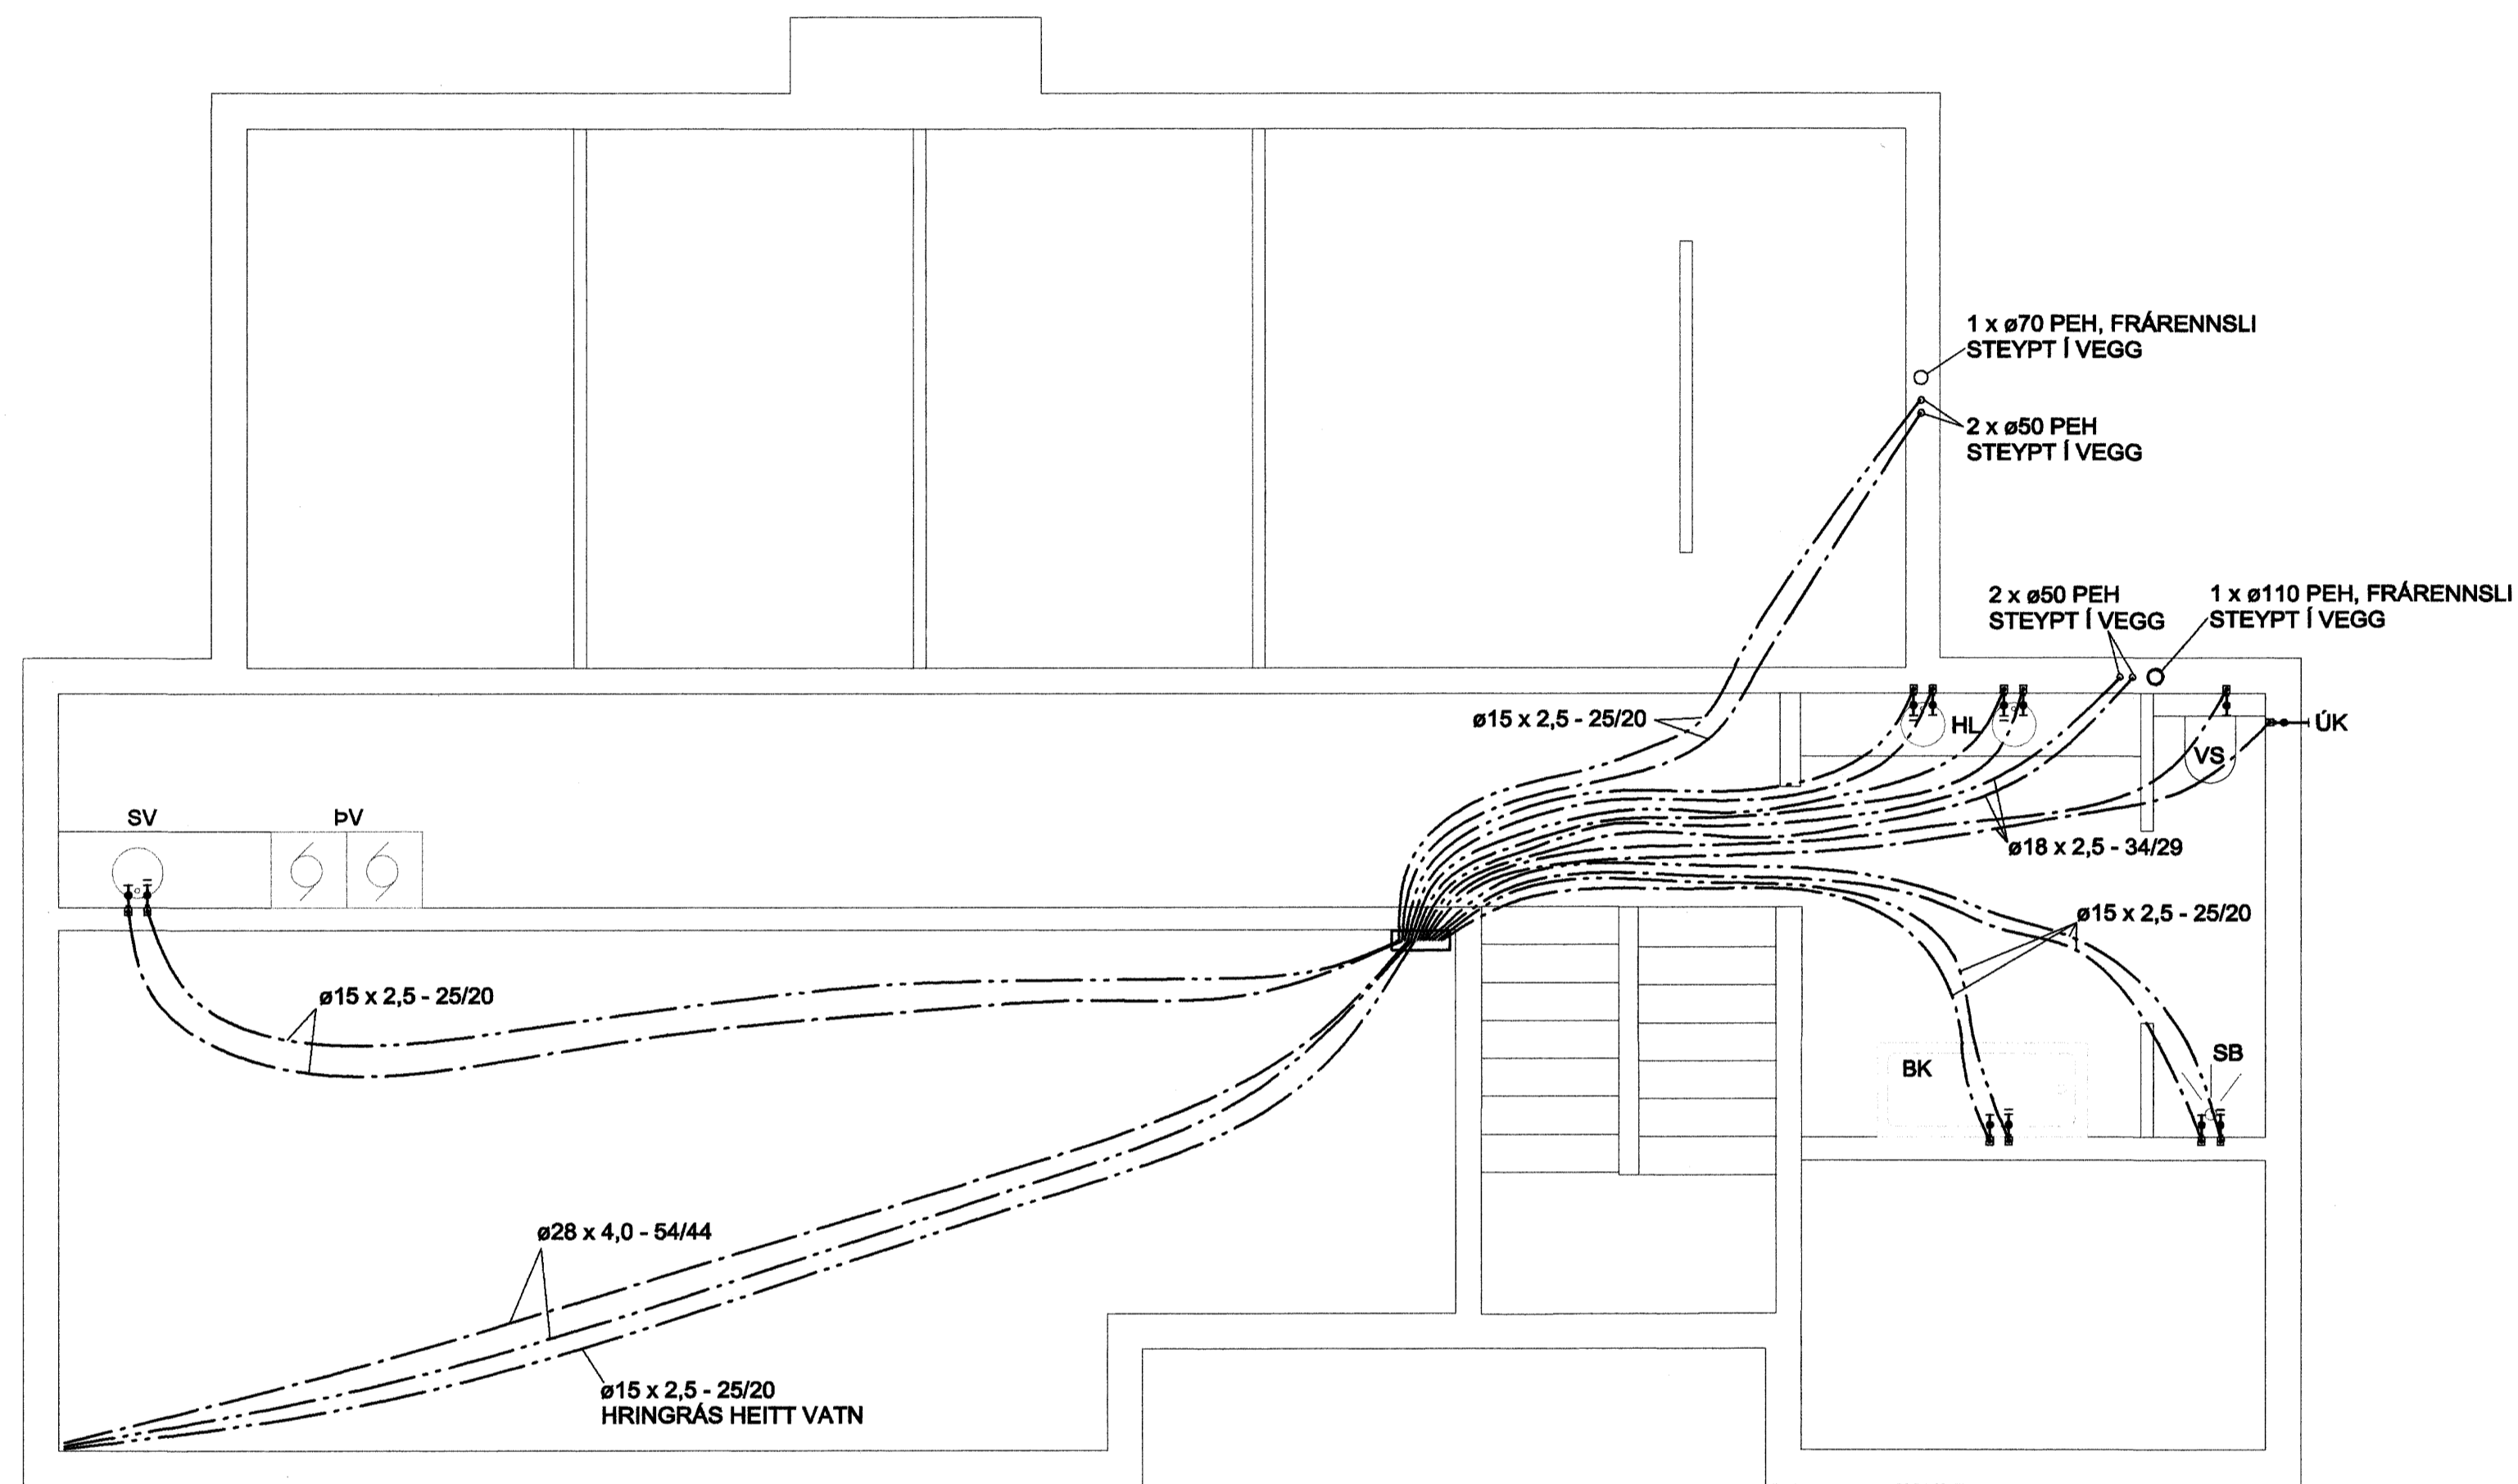 1 x ø70 PEH, FRÁRENNSLI
STEYPT Í VEGG
2 x ø50 PEH
STEYPT Í VEGG
2 x ø50 PEH
STEYPT Í VEGG
1 x ø110 PEH, FRÁRENNSLI
STEYPT Í VEGG
ø15 x 2,5 - 25/20
HL
ÚK
VS
SV
ÞV
ø18 x 2,5 - 34/29
ø15 x 2,5 - 25/20
ø15 x 2,5 - 25/20
SB
BK
ø28 x 4,0 - 54/44
ø15 x 2,5 - 25/20
HRINGRÁS HEITT VATN